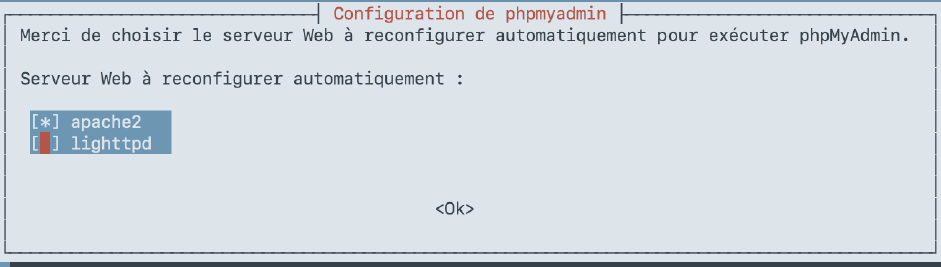 Configuration de phpmyadmin
Merci de choisir le serveur Web à reconfigurer automatiquement pour exécuter phpMyAdmin.
Serveur Web à reconfigurer automatiquement :
[*] apache2
[ ] lighttpd
<Ok>